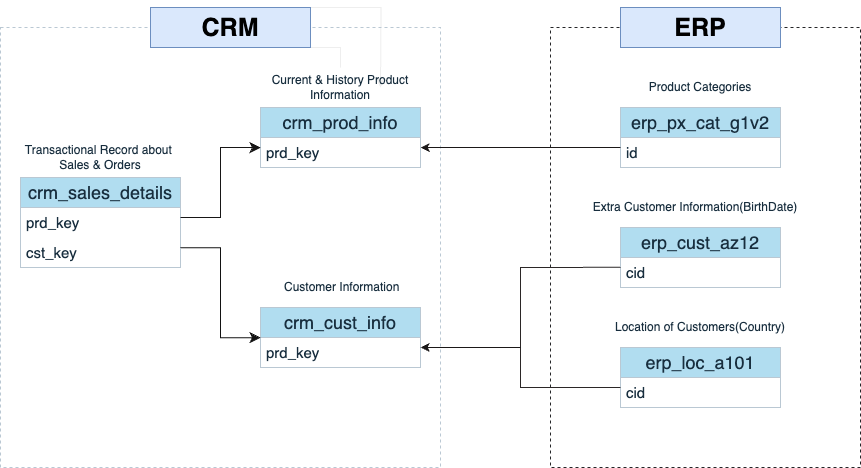 CRM
ERP
Current & History Product
Information
crm_prod_info
prd_key
Product Categories
erp_px_cat_g1v2
id
Transactional Record about
Sales & Orders
crm_sales_details
prd_key
cst_key
Extra Customer Information(BirthDate)
erp_cust_az12
cid
Customer Information
crm_cust_info
prd_key
Location of Customers(Country)
erp_loc_a101
cid